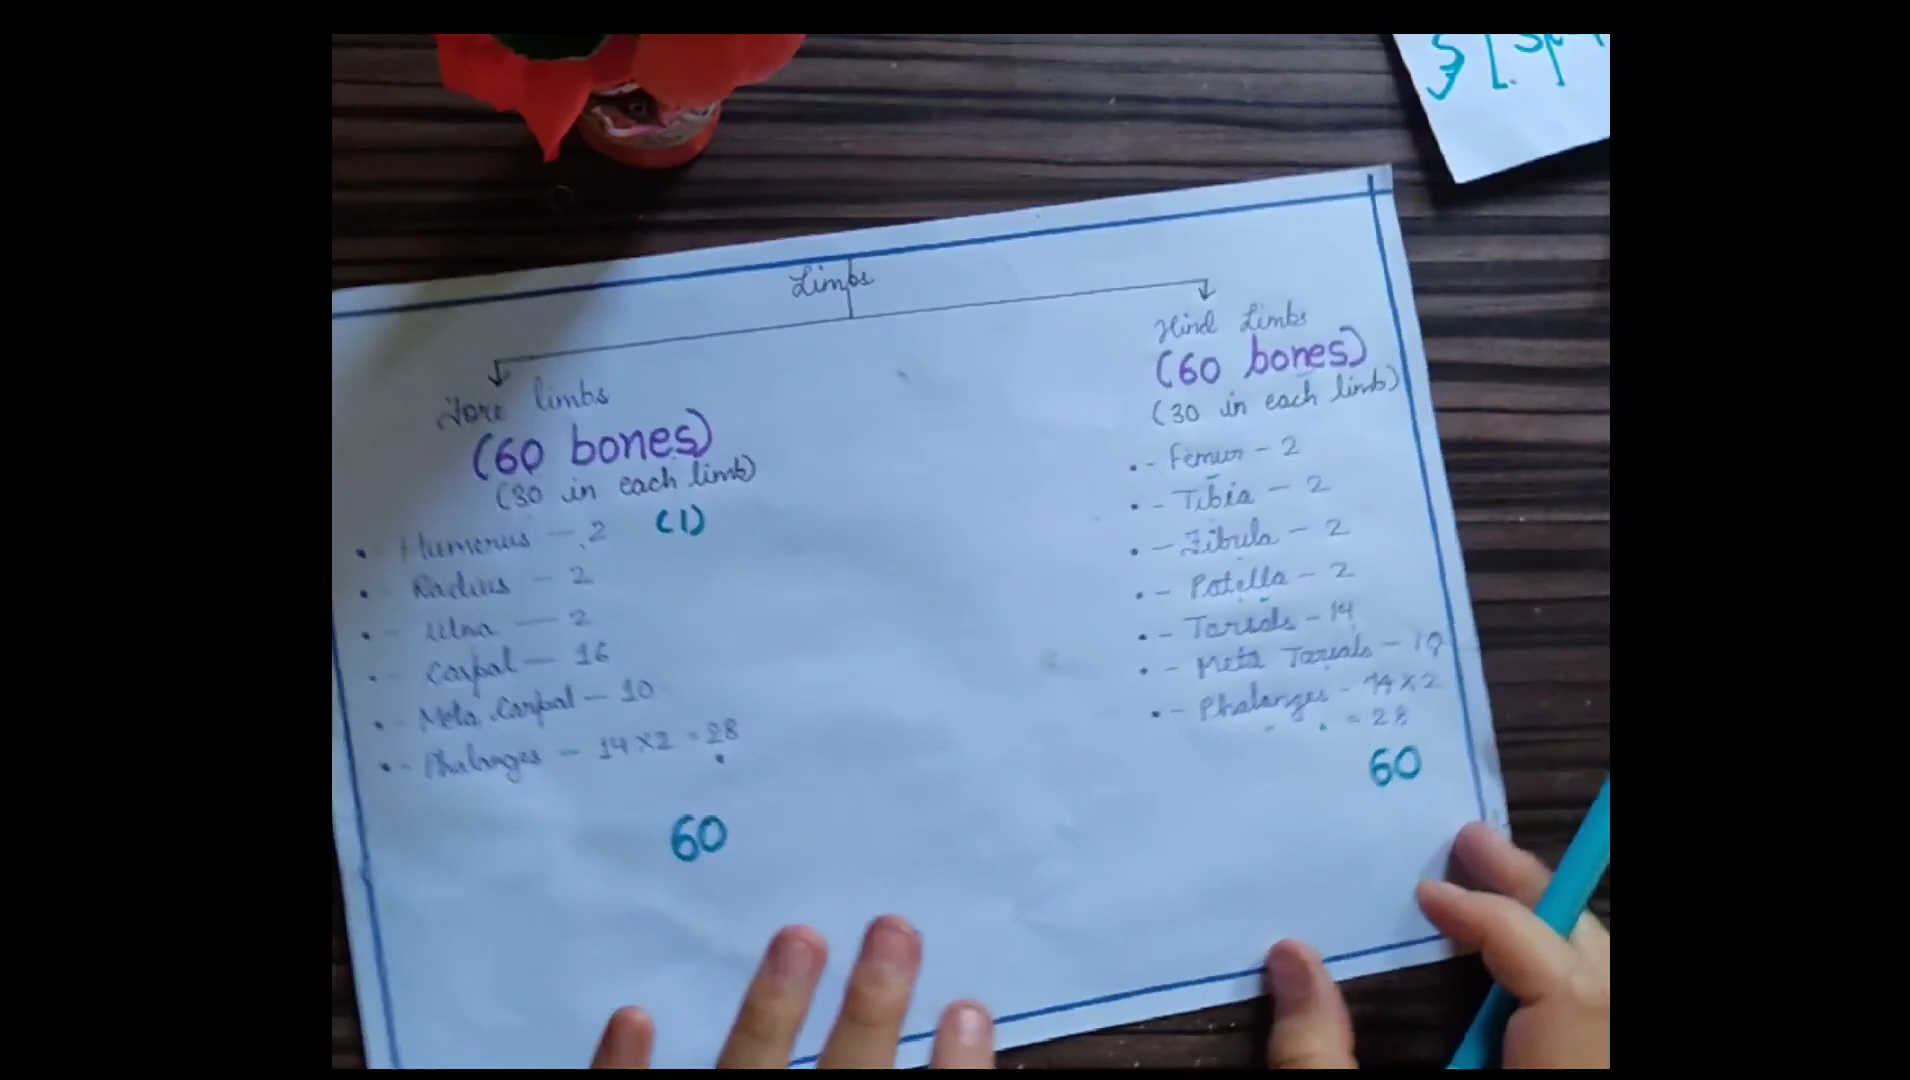 Limbs
Fore limbs
(60 bones)
(30 in each limb)
(1)
• Humerus — 2
• Radius — 2
• - Ulna — 2
• - Carpal — 16
• - Meta Carpal — 10
• - Phalanges — 14 x 2 = 28
60
Hind Limbs
(60 bones)
(30 in each limb)
• - Femur - 2
• - Tibia - 2
• - Fibula - 2
• - Patella - 2
• - Tarsals - 14
• - Meta Tarsals - 10
• - Phalanges - 14 x 2
= 28
60